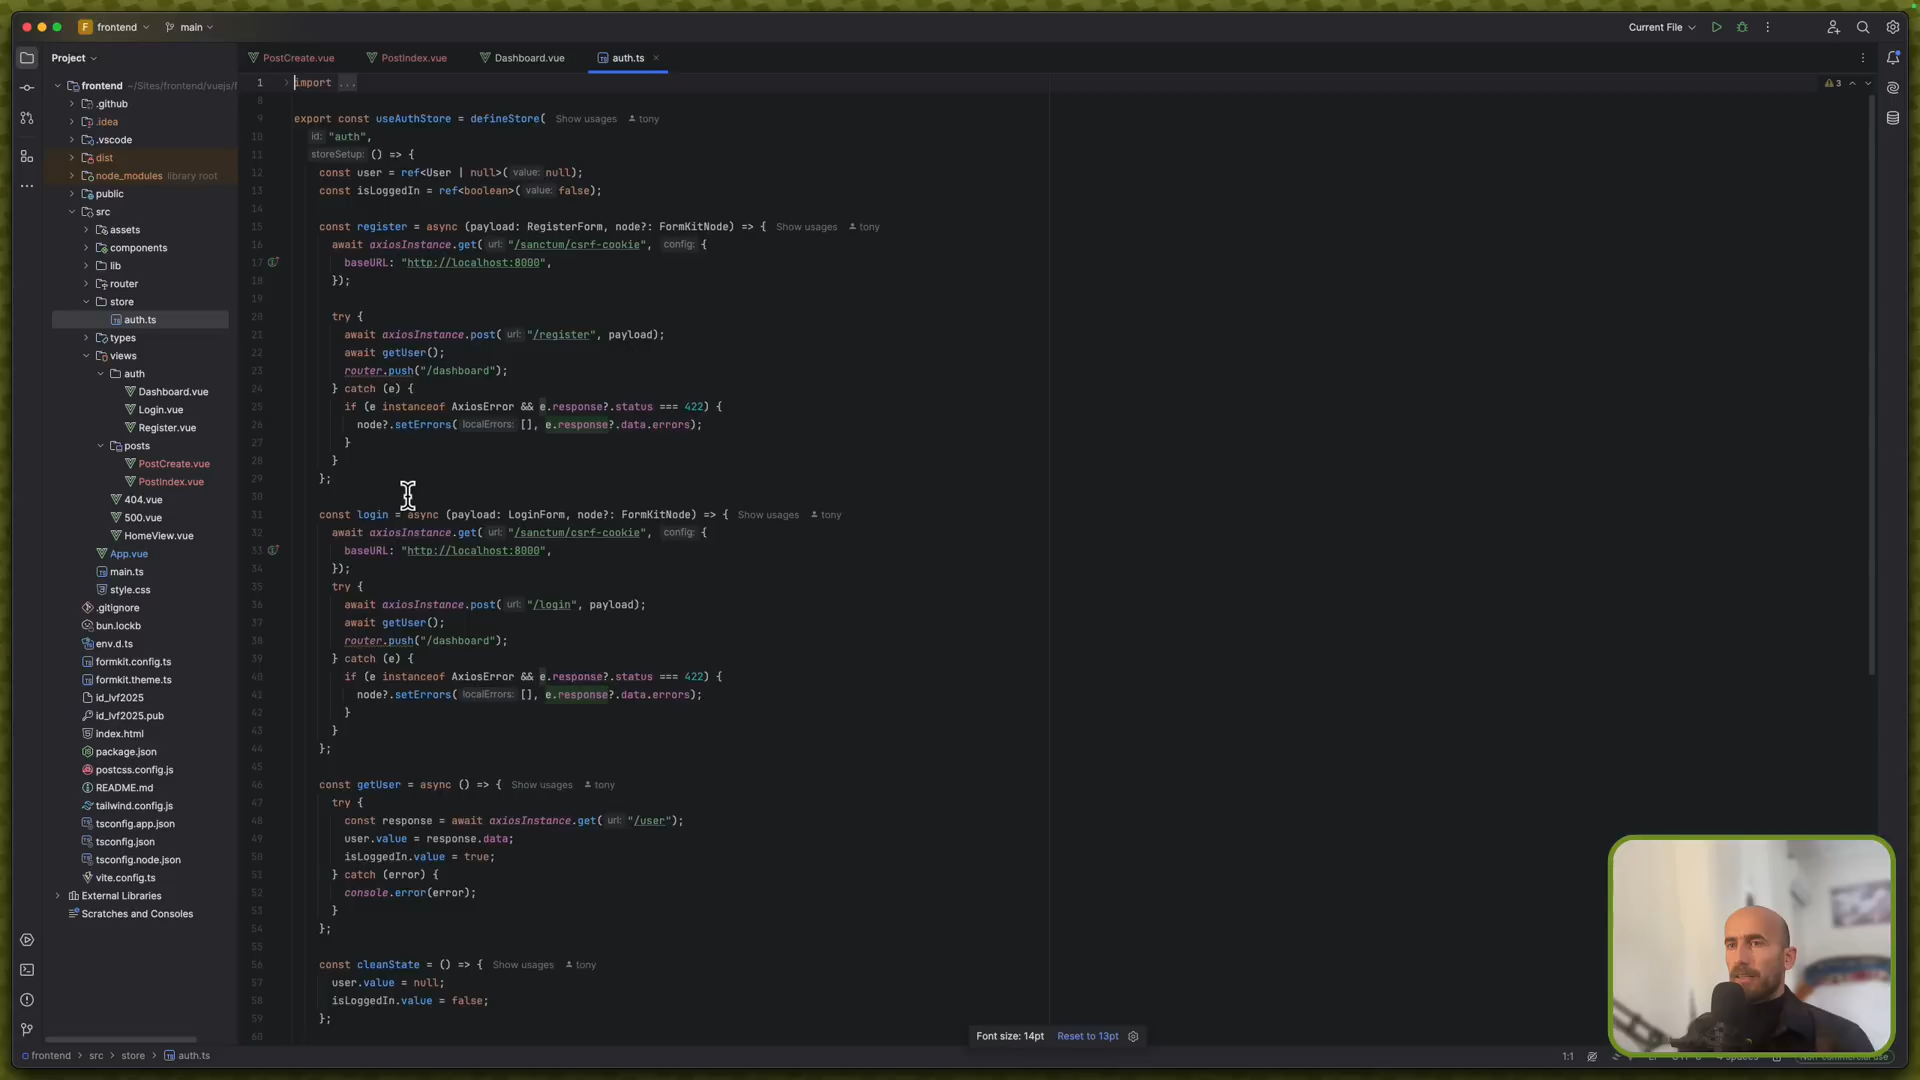 F frontend main
Current File
Project
PostCreate.vue PostIndex.vue Dashboard.vue auth.ts
frontend ~/Sites/frontend/vuejs/f
.github
.idea
.vscode
dist
node_modules library root
public
src
assets
components
lib
router
store
auth.ts
types
views
auth
Dashboard.vue
Login.vue
Register.vue
posts
PostCreate.vue
PostIndex.vue
404.vue
500.vue
HomeView.vue
App.vue
main.ts
style.css
.gitignore
bun.lockb
env.d.ts
formkit.config.ts
formkit.theme.ts
id_lvf2025
id_lvf2025.pub
index.html
package.json
postcss.config.js
README.md
tailwind.config.js
tsconfig.app.json
tsconfig.json
tsconfig.node.json
vite.config.ts
External Libraries
Scratches and Consoles
1 import ...
3
8
9 export const useAuthStore = defineStore( Show usages tony
10 id: "auth",
11 storeSetup: () => {
12 const user = ref<User | null>( value: null);
13 const isLoggedIn = ref<boolean>( value: false);
14
15 const register = async (payload: RegisterForm, node?: FormKitNode) => { Show usages tony
16 await axiosInstance.get( url: "/sanctum/csrf-cookie", config: {
17 baseURL: "http://localhost:8000",
18 });
19
20 try {
21 await axiosInstance.post( url: "/register", payload);
22 await getUser();
23 router.push("/dashboard");
24 } catch (e) {
25 if (e instanceof AxiosError && e.response?.status === 422) {
26 node?.setErrors( localErrors: [], e.response?.data.errors);
27 }
28 }
29 };
30
31 const login = async (payload: LoginForm, node?: FormKitNode) => { Show usages tony
32 await axiosInstance.get( url: "/sanctum/csrf-cookie", config: {
33 baseURL: "http://localhost:8000",
34 });
35 try {
36 await axiosInstance.post( url: "/login", payload);
37 await getUser();
38 router.push("/dashboard");
39 } catch (e) {
40 if (e instanceof AxiosError && e.response?.status === 422) {
41 node?.setErrors( localErrors: [], e.response?.data.errors);
42 }
43 }
44 };
45
46 const getUser = async () => { Show usages tony
47 try {
48 const response = await axiosInstance.get( url: "/user");
49 user.value = response.data;
50 isLoggedIn.value = true;
51 } catch (error) {
52 console.error(error);
53 }
54 };
55
56 const cleanState = () => { Show usages tony
57 user.value = null;
58 isLoggedIn.value = false;
59 };
60
Font size: 14pt Reset to 13pt
frontend > src > store > auth.ts
1:1